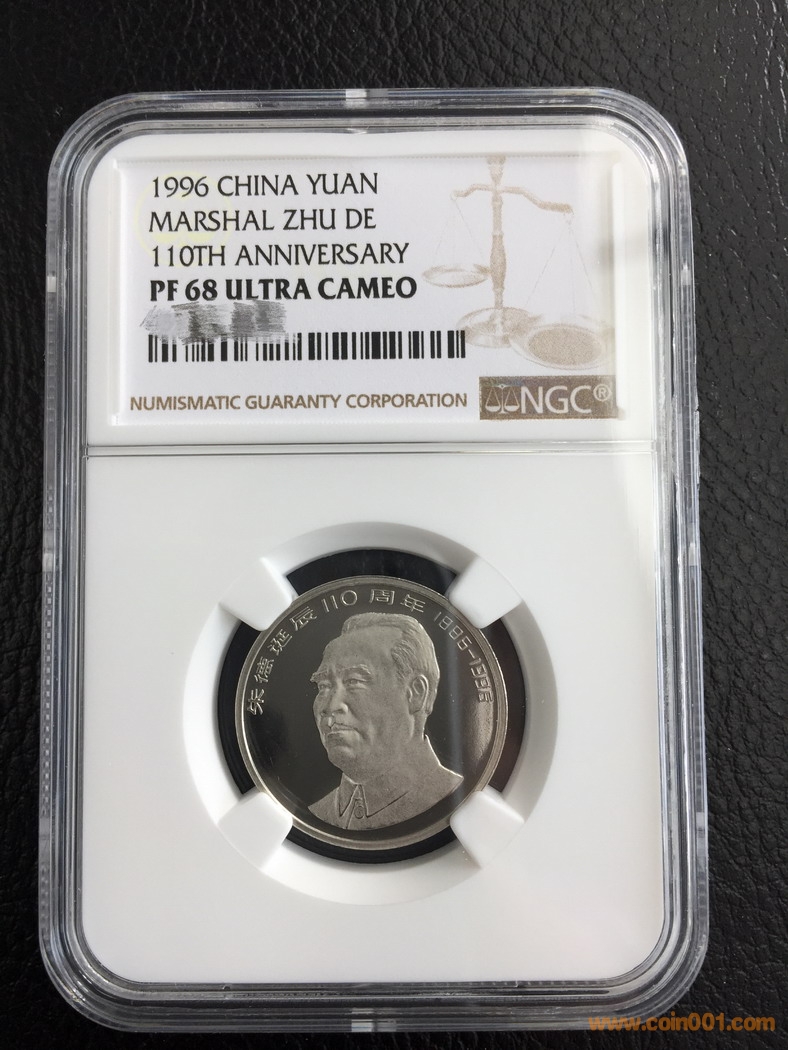 1996 CHINA YUAN
MARSHAL ZHU DE
110TH ANNIVERSARY
PF 68 ULTRA CAMEO
NUMISMATIC GUARANTY CORPORATION
NGC®
朱德诞辰110周年 1886-1996
www.coin001.com